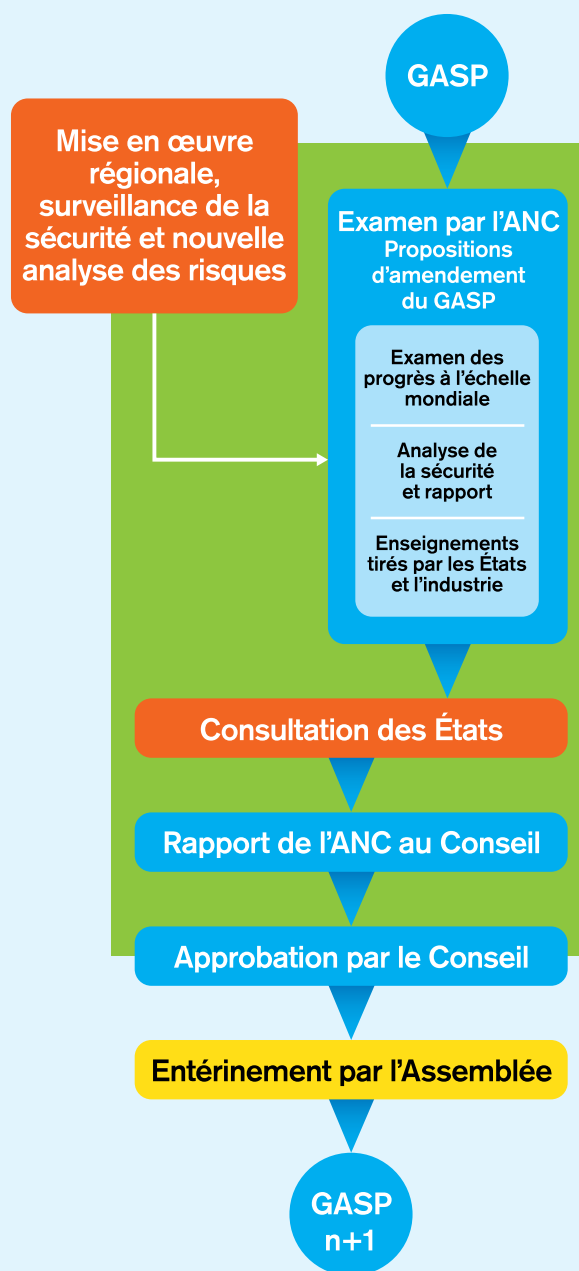 GASP
Mise en œuvre
régionale,
surveillance de la
sécurité et nouvelle
analyse des risques
Examen par l’ANC
Propositions
d’amendement
du GASP
Examen des
progrès à l’échelle
mondiale
Analyse de
la sécurité
et rapport
Enseignements
tirés par les États
et l’industrie
Consultation des États
Rapport de l’ANC au Conseil
Approbation par le Conseil
Entérinement par l’Assemblée
GASP
n+1